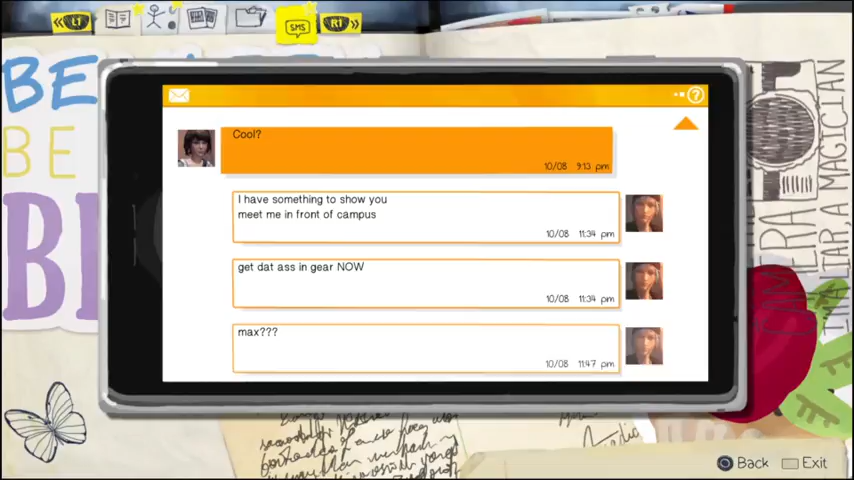 L1
SMS
R1
BE
BE
BE
?
Cool?
10/08 9:13 pm
I have something to show you
meet me in front of campus
10/08 11:34 pm
get dat ass in gear NOW
10/08 11:34 pm
max???
10/08 11:47 pm
CAMERA
LIAR, A MAGICIAN
Back
Exit